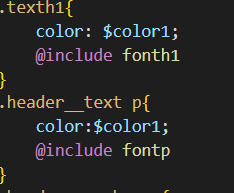 .texth1{
color: $color1;
@include fonth1
}
.header__text p{
color:$color1;
@include fontp
}